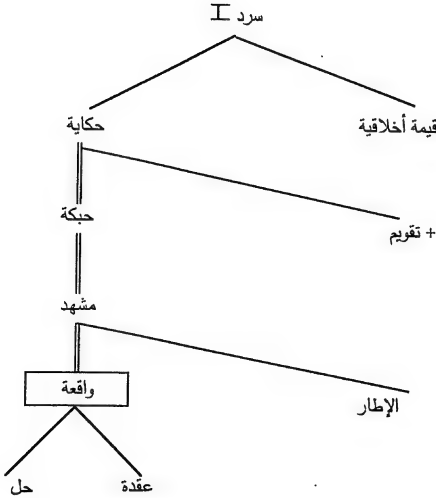 سرد I
قيمة أخلاقية
حكاية
حبكة
+ تقويم
مشهد
واقعة
الإطار
عقدة
حل